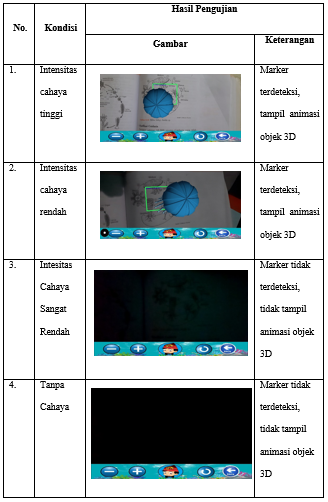 No.
Kondisi
Hasil Pengujian
Gambar
Keterangan
1.
Intensitas
cahaya
tinggi
Marker
terdeteksi,
tampil animasi
objek 3D
2.
Intensitas
cahaya
rendah
Marker
terdeteksi,
tampil animasi
objek 3D
3.
Intesitas
Cahaya
Sangat
Rendah
Marker tidak
terdeteksi,
tidak tampil
animasi objek
3D
4.
Tanpa
Cahaya
Marker tidak
terdeteksi,
tidak tampil
animasi objek
3D